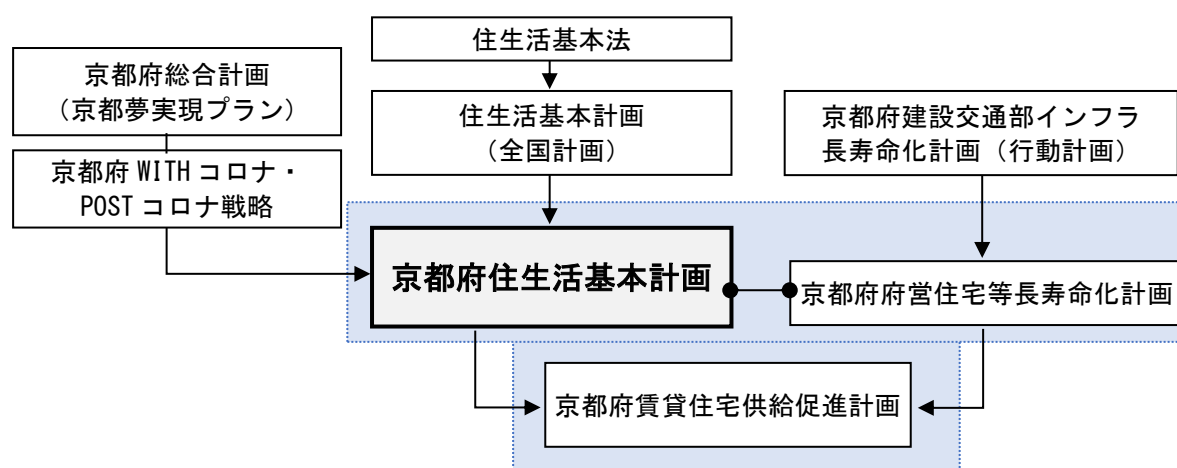 住生活基本法
京都府総合計画
（京都夢実現プラン）
住生活基本計画
（全国計画）
京都府建設交通部インフラ
長寿命化計画（行動計画）
京都府 WITH コロナ・
POST コロナ戦略
京都府住生活基本計画
京都府府営住宅等長寿命化計画
京都府賃貸住宅供給促進計画